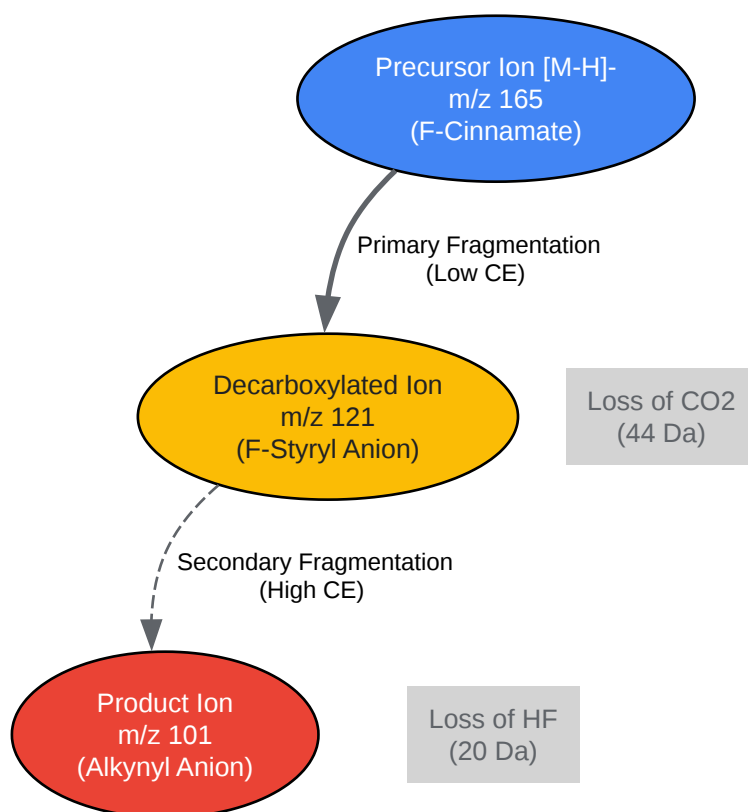 Precursor Ion [M-H]-
m/z 165
(F-Cinnamate)
Primary Fragmentation
(Low CE)
Decarboxylated Ion
m/z 121
(F-Styryl Anion)
Loss of CO2
(44 Da)
Secondary Fragmentation
(High CE)
Product Ion
m/z 101
(Alkynyl Anion)
Loss of HF
(20 Da)